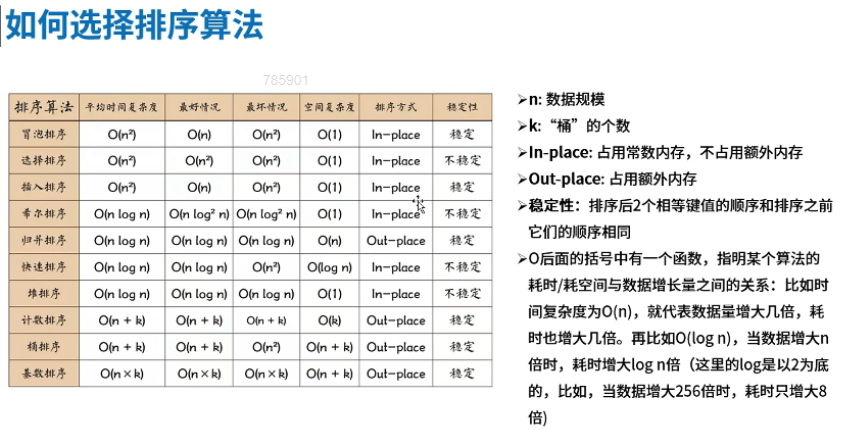 如何选择排序算法
785901
排序算法 平均时间复杂度 最好情况 最坏情况 空间复杂度 排序方式 稳定性
冒泡排序 O(n²) O(n) O(n²) O(1) In-place 稳定
选择排序 O(n²) O(n²) O(n²) O(1) In-place 不稳定
插入排序 O(n²) O(n) O(n²) O(1) In-place 稳定
希尔排序 O(n log n) O(n log² n) O(n log² n) O(1) In-place 不稳定
归并排序 O(n log n) O(n log n) O(n log n) O(n) Out-place 稳定
快速排序 O(n log n) O(n log n) O(n²) O(log n) In-place 不稳定
堆排序 O(n log n) O(n log n) O(n log n) O(1) In-place 不稳定
计数排序 O(n + k) O(n + k) O(n + k) O(k) Out-place 稳定
桶排序 O(n + k) O(n + k) O(n²) O(n + k) Out-place 稳定
基数排序 O(n×k) O(n×k) O(n×k) O(n + k) Out-place 稳定
➢n: 数据规模
➢k:“桶”的个数
➢In-place: 占用常数内存，不占用额外内存
➢Out-place: 占用额外内存
➢稳定性：排序后2个相等键值的顺序和排序之前
它们的顺序相同
➢O后面的括号中有一个函数，指明某个算法的
耗时/耗空间与数据增长量之间的关系：比如时
间复杂度为O(n)，就代表数据量增大几倍，耗
时也增大几倍。再比如O(log n)，当数据增大n
倍时，耗时增大log n倍（这里的log是以2为底
的，比如，当数据增大256倍时，耗时只增大8
倍)